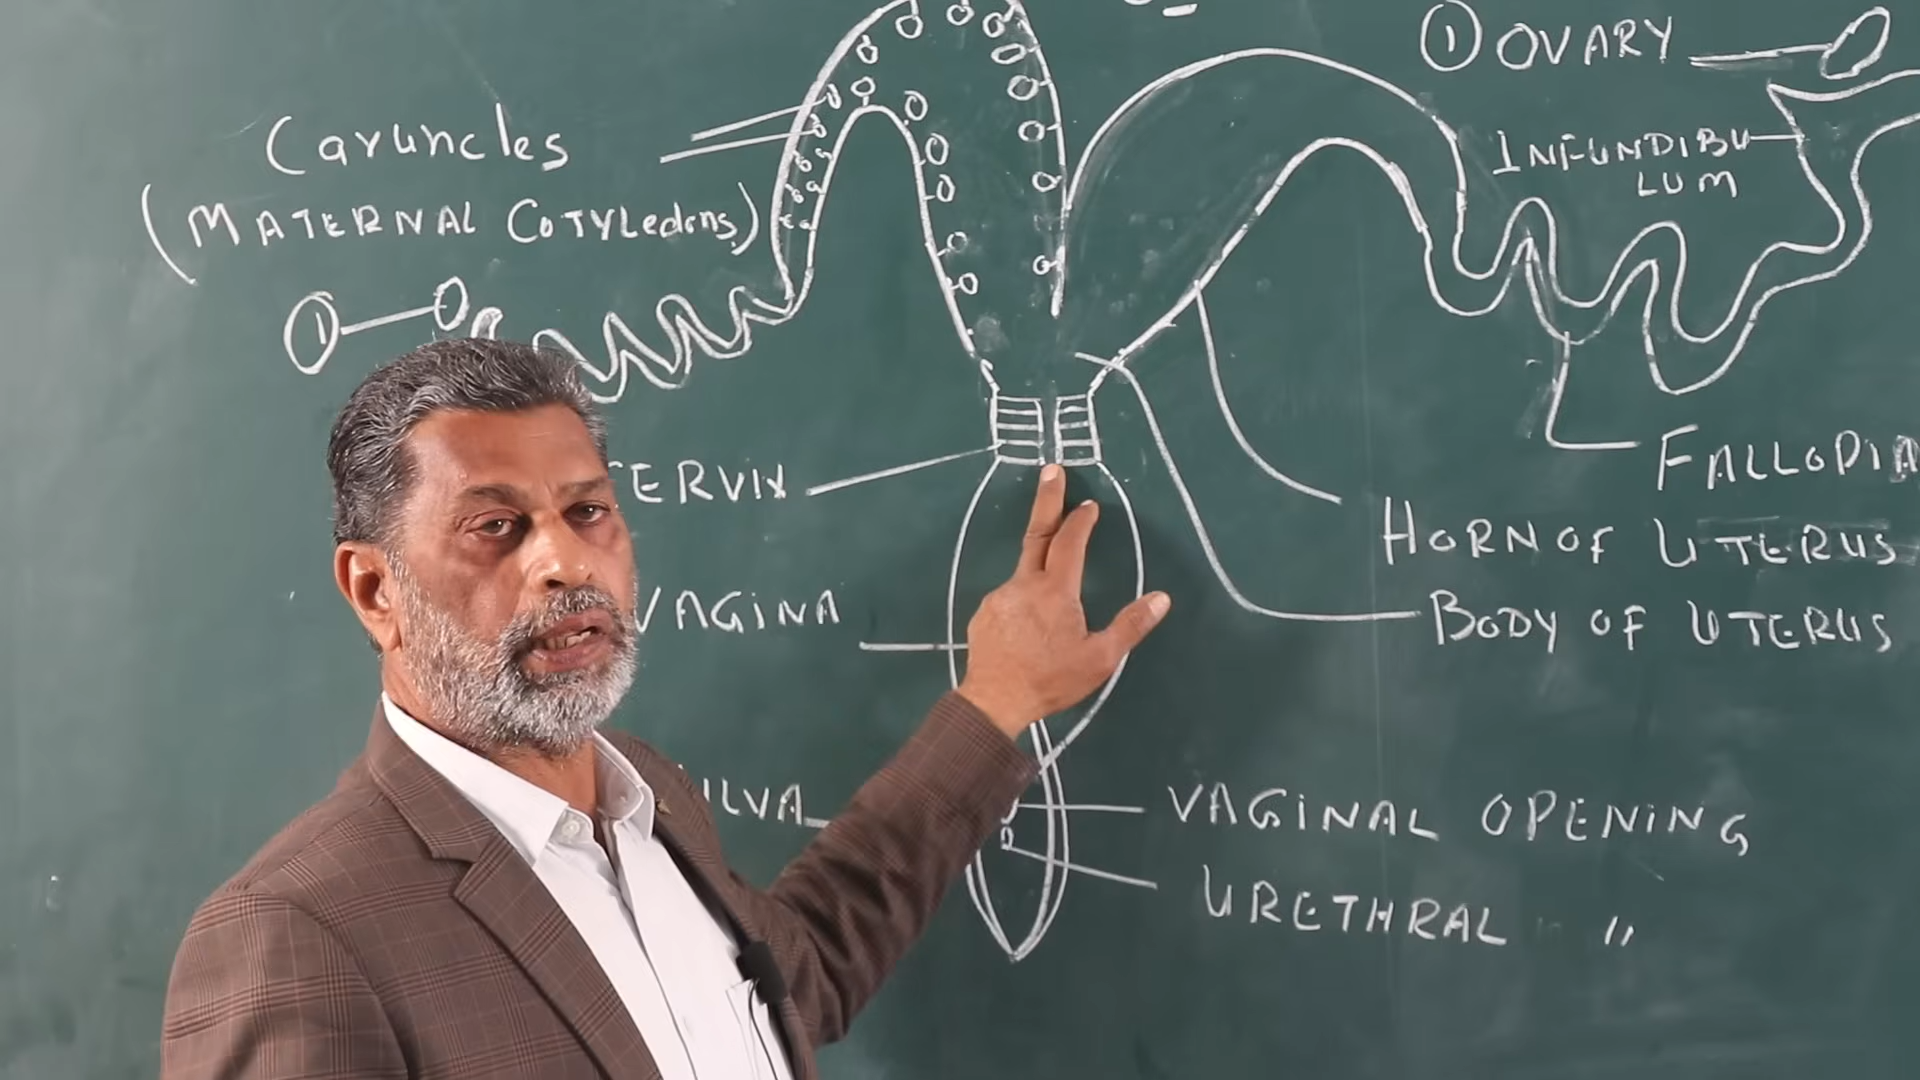 ① OVARY
Caruncles
(MATERNAL COTYLedons)
INFUNDIBU
LUM
①
ERVIX
FALLOPIA
HORN OF UTERUS
VAGINA
BODY OF UTERUS
ULVA
VAGINAL OPENING
URETHRAL "